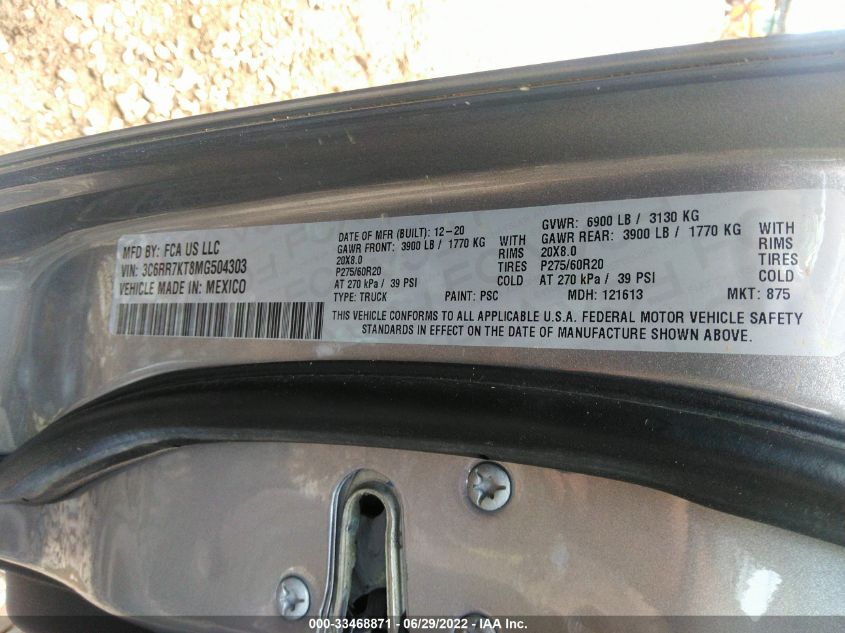 MFD BY: FCA US LLC
VIN: 3C6RR7KT8MG504303
VEHICLE MADE IN: MEXICO
DATE OF MFR (BUILT): 12-20
GAWR FRONT: 3900 LB / 1770 KG WITH
20X8.0 RIMS
P275/60R20 TIRES
AT 270 kPa / 39 PSI COLD
TYPE: TRUCK PAINT: PSC
GVWR: 6900 LB / 3130 KG
GAWR REAR: 3900 LB / 1770 KG WITH
20X8.0 RIMS
P275/60R20 TIRES
AT 270 kPa / 39 PSI COLD
MDH: 121613 MKT: 875
THIS VEHICLE CONFORMS TO ALL APPLICABLE U.S.A. FEDERAL MOTOR VEHICLE SAFETY
STANDARDS IN EFFECT ON THE DATE OF MANUFACTURE SHOWN ABOVE.
000-33468871 - 06/29/2022 - IAA Inc.